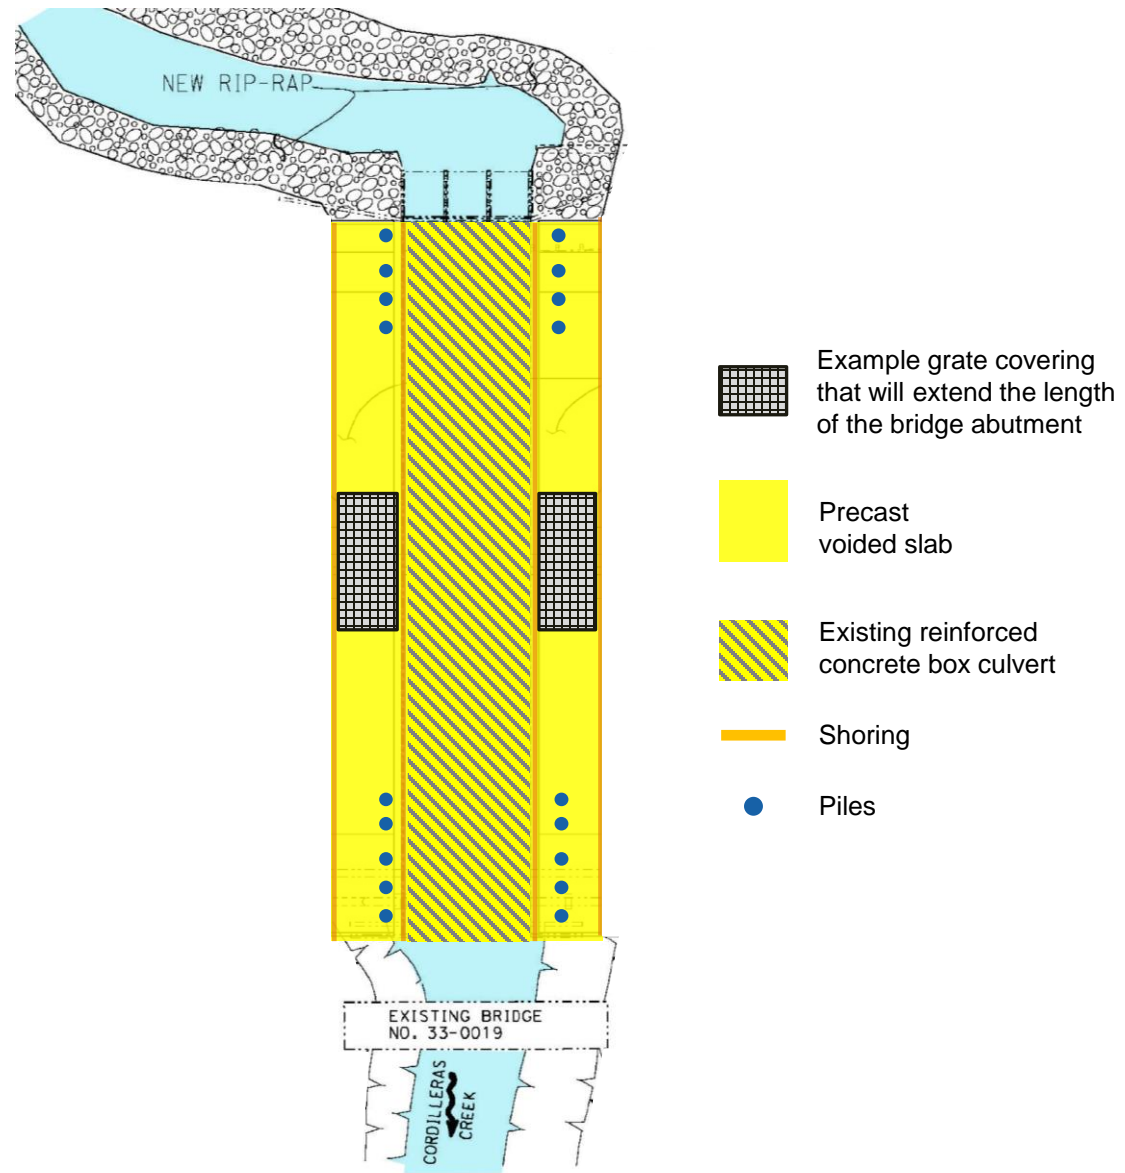 NEW RIP-RAP
Example grate covering
that will extend the length
of the bridge abutment
Precast
voided slab
Existing reinforced
concrete box culvert
Shoring
Piles
EXISTING BRIDGE
NO. 33-0019
CORDILLERAS
CREEK